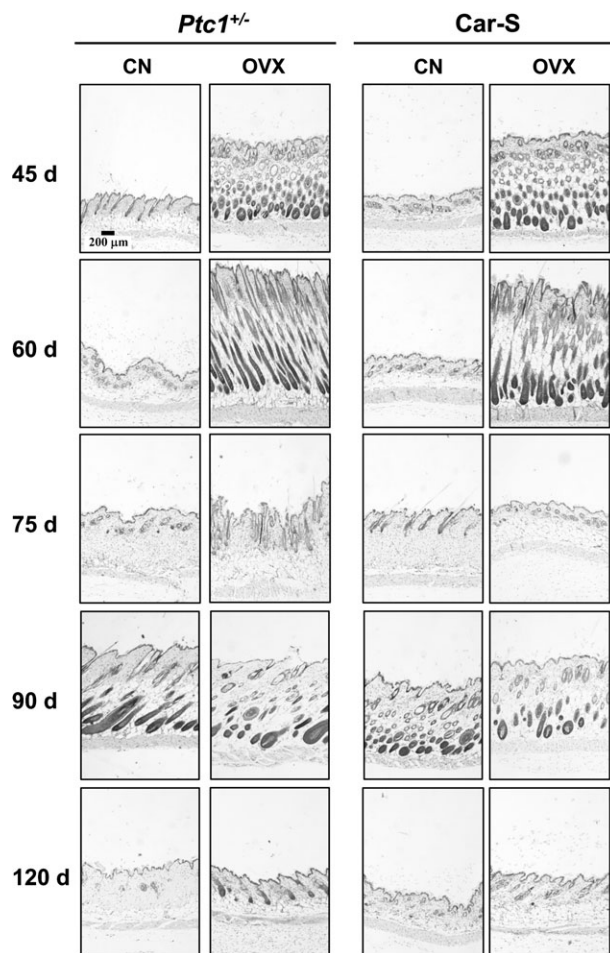 Ptc1+/- Car-S
CN OVX CN OVX
45 d
200 μm
60 d
75 d
90 d
120 d